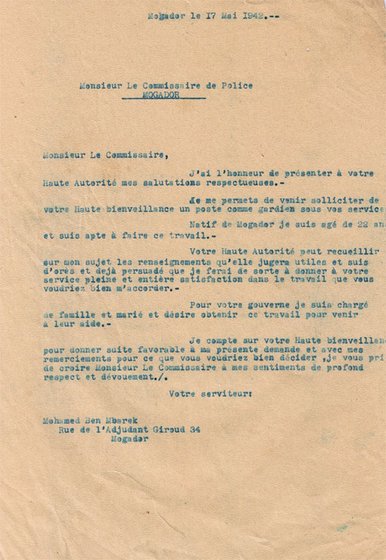 Mogador le 17 Mai 1942.--
Monsieur Le Commissaire de Police
MOGADOR
Monsieur Le Commissaire,
J'ai l'honneur de présenter à votre
Haute Autorité mes salutations respectueuses.-
Je me permets de venir solliciter de
votre Haute bienveillance un poste comme gardien sous vos service
Natif de Mogador je suis agé de 22 an
et suis apte à faire ce travail.-
Votre Haute Autorité peut recueillir
sur mon sujet les renseignements qu'elle jugera utiles et suis
d'orès et dejà persuadé que je ferai de sorte à donner à votre
service pleine et entière satisfaction dans le travail que vous
voudriez bien m'accorder.-
Pour votre gouverne je suis chargé
de famille et marié et désire obtenir ce travail pour venir
à leur aide.-
Je compte sur votre Haute bienveillanc
pour donner suite favorable à ma presente demande et avec mes
remerciements pour ce que vous voudriez bien décider ,je vous pri
de croire Monsieur Le Commissaire à mes sentiments de profond
respect et dévouement./.
Votre serviteur:
Mohamed Ben Mbarek
Rue de l'Adjudant Giroud 34
Mogador